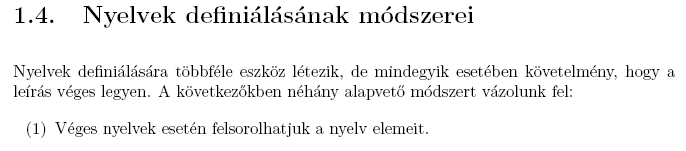 1.4. Nyelvek definiálásának módszerei
Nyelvek definiálására többféle eszköz létezik, de mindegyik esetében követelmény, hogy a
leírás véges legyen. A következőkben néhány alapvető módszert vázolunk fel:
(1) Véges nyelvek esetén felsorolhatjuk a nyelv elemeit.